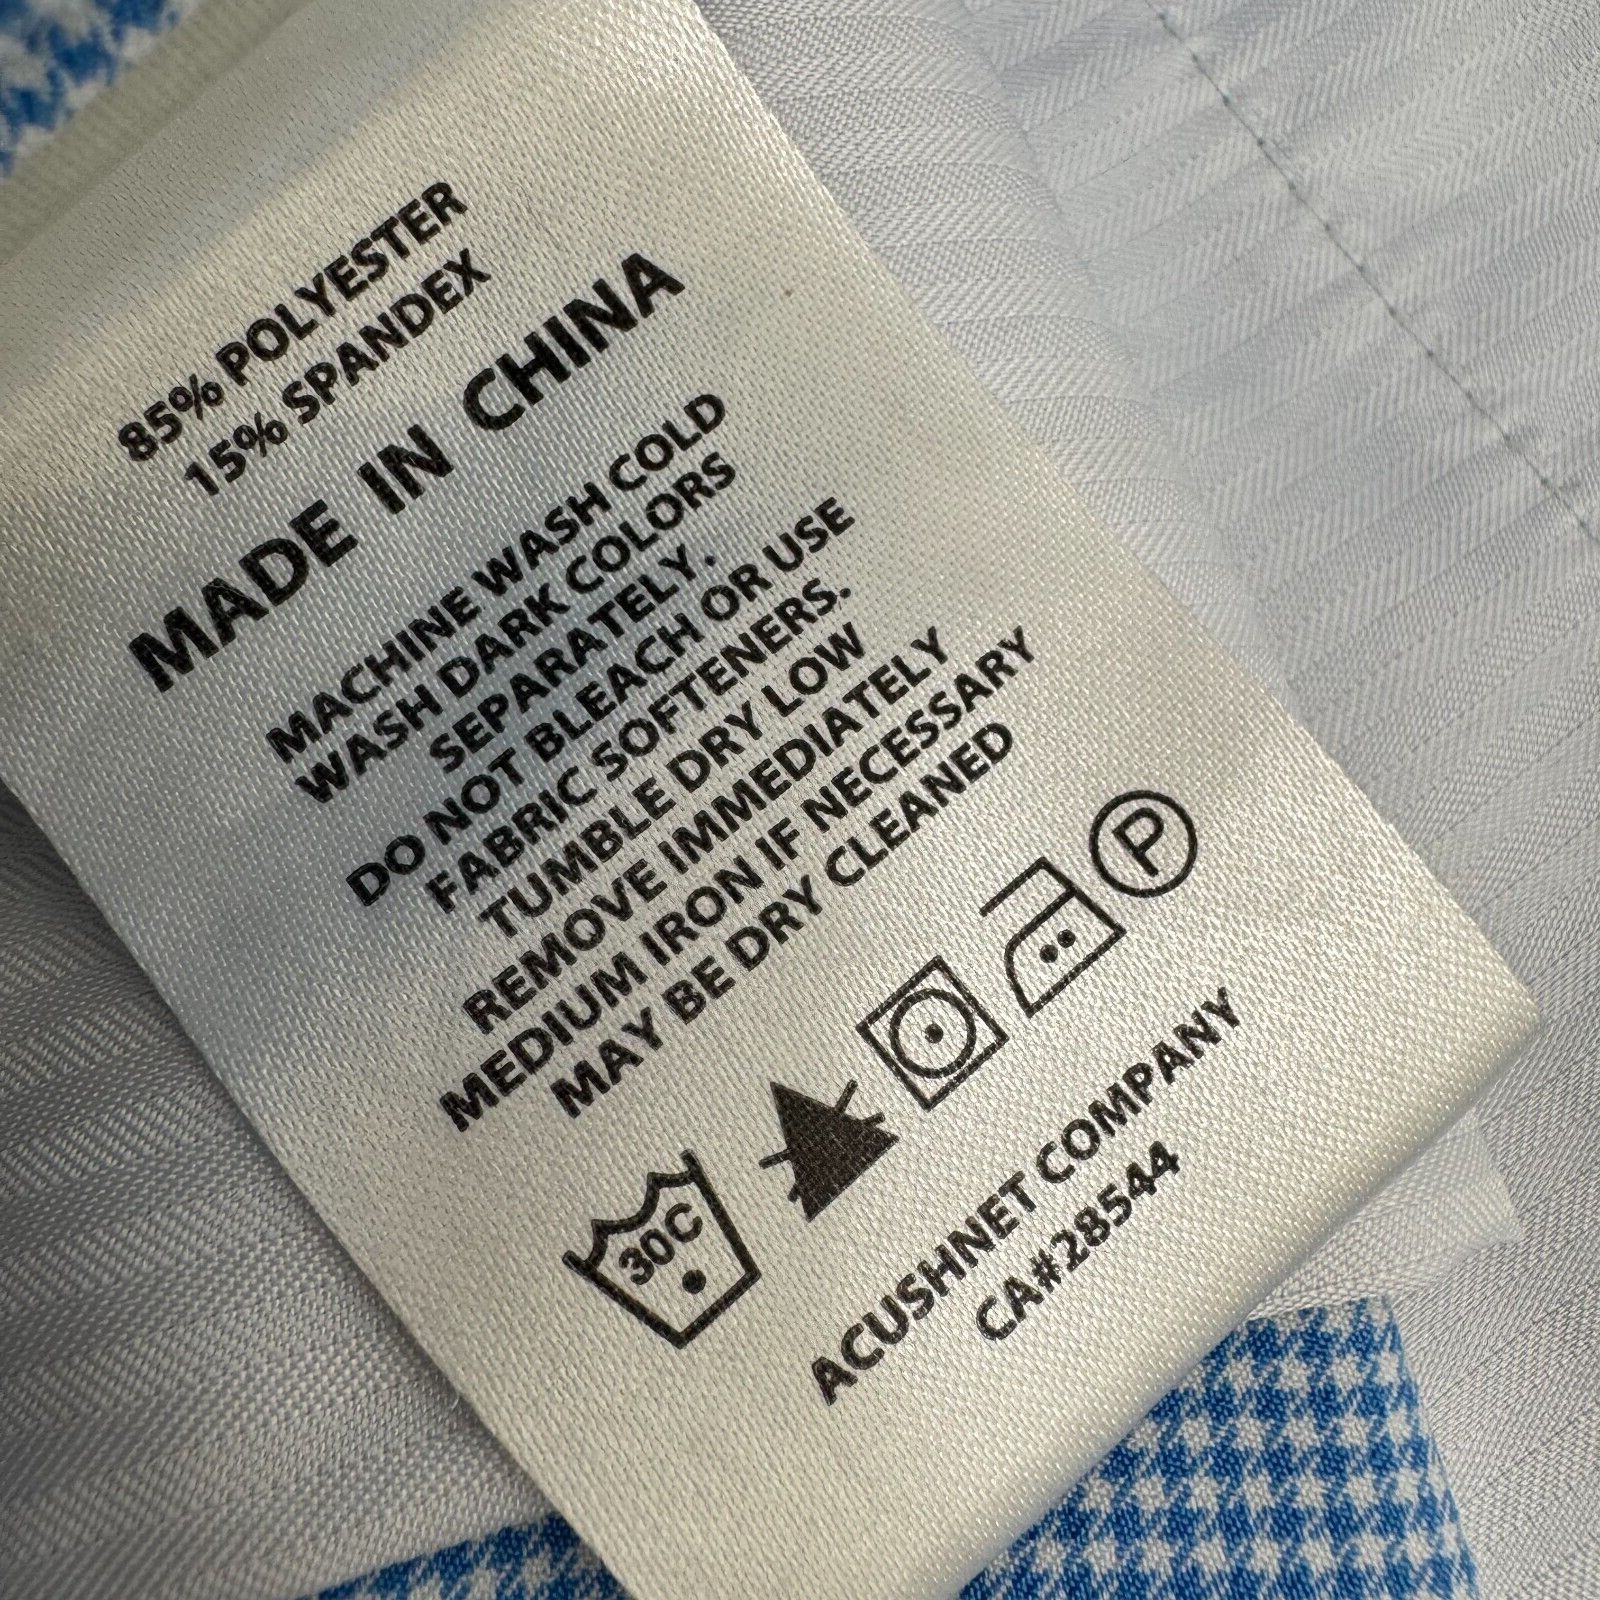 85% POLYESTER
15% SPANDEX
MADE IN CHINA
MACHINE WASH COLD
WASH DARK COLORS
SEPARATELY.
DO NOT BLEACH OR USE
FABRIC SOFTENERS.
TUMBLE DRY LOW
REMOVE IMMEDIATELY
MEDIUM IRON IF NECESSARY
MAY BE DRY CLEANED
30C
P
ACUSHNET COMPANY
CA#28544